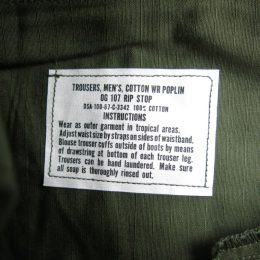 TROUSERS, MEN'S, COTTON WR POPLIN
OG 107 RIP STOP
DSA 100-67-C-3342 100% COTTON
INSTRUCTIONS
Wear as outer garment in tropical areas.
Adjust waist size by straps on sides of waistband.
Blouse trouser cuffs outside of boots by means
of drawstring at bottom of each trouser leg.
Trousers can be hand laundered. Make sure
all soap is thoroughly rinsed out.